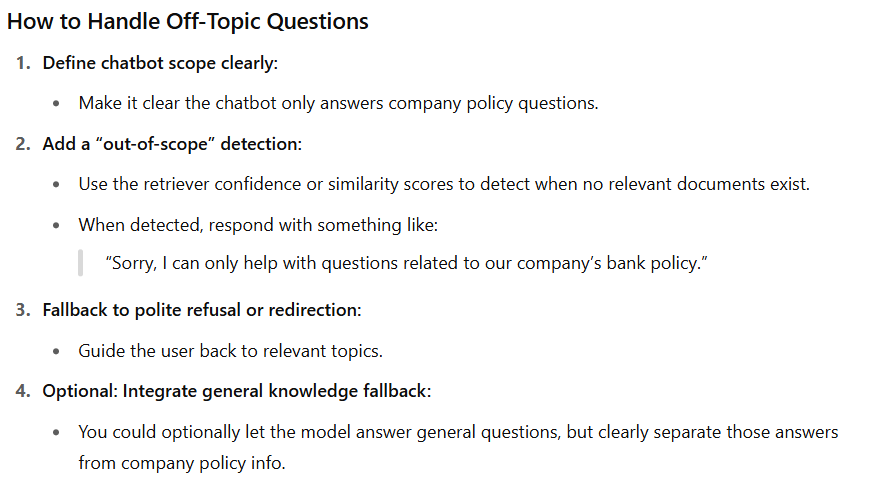 How to Handle Off-Topic Questions
1. Define chatbot scope clearly:
• Make it clear the chatbot only answers company policy questions.
2. Add a “out-of-scope” detection:
• Use the retriever confidence or similarity scores to detect when no relevant documents exist.
• When detected, respond with something like:
“Sorry, I can only help with questions related to our company’s bank policy.”
3. Fallback to polite refusal or redirection:
• Guide the user back to relevant topics.
4. Optional: Integrate general knowledge fallback:
• You could optionally let the model answer general questions, but clearly separate those answers
from company policy info.